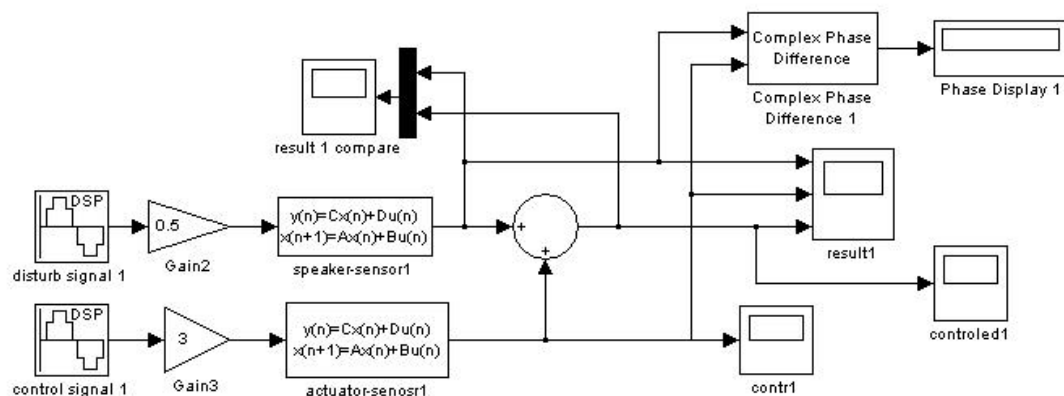 Complex Phase
Difference
Complex Phase
Difference 1
Phase Display 1
result 1 compare
DSP
disturb signal 1
0.5
Gain2
y(n)=Cx(n)+Du(n)
x(n+1)=Ax(n)+Bu(n)
speaker-sensor1
+
+
result1
controled1
DSP
control signal 1
3
Gain3
y(n)=Cx(n)+Du(n)
x(n+1)=Ax(n)+Bu(n)
actuator-senosr1
contr1